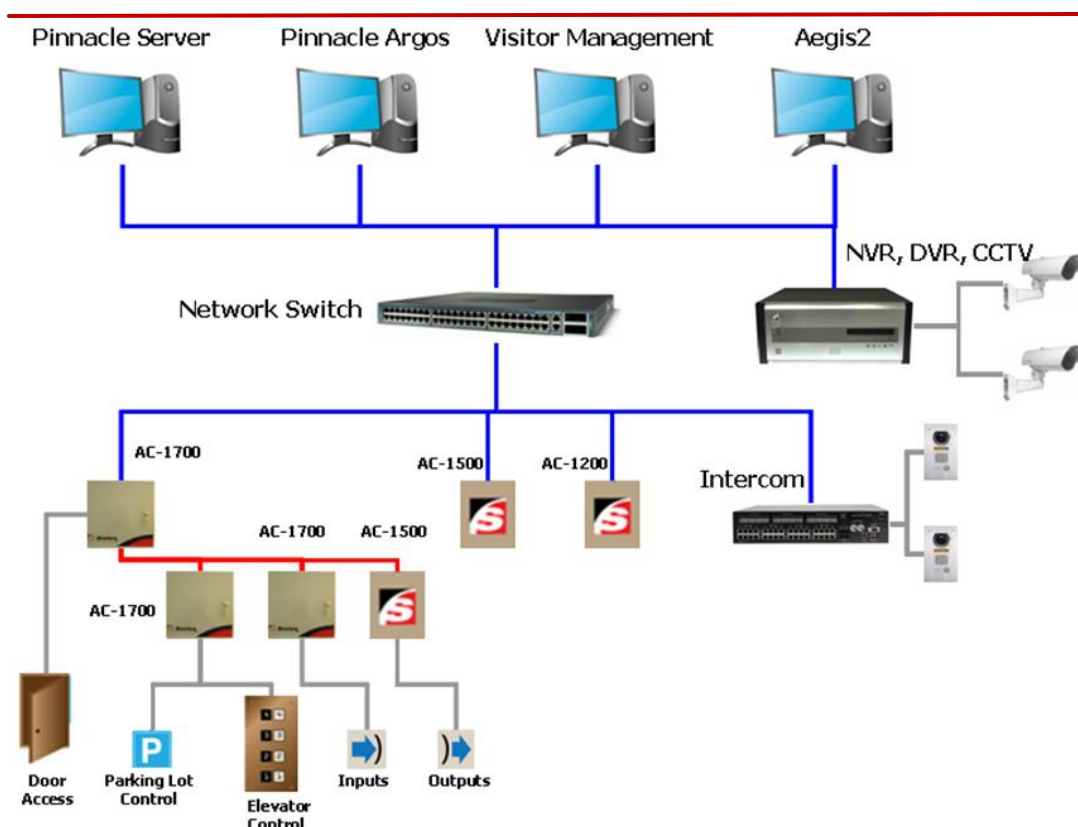 Pinnacle Server
Pinnacle Argos
Visitor Management
Aegis2
NVR, DVR, CCTV
Network Switch
AC-1700
AC-1500
AC-1200
Intercom
AC-1700
AC-1500
AC-1700
P
Door
Access
Parking Lot
Control
Elevator
Control
Inputs
Outputs